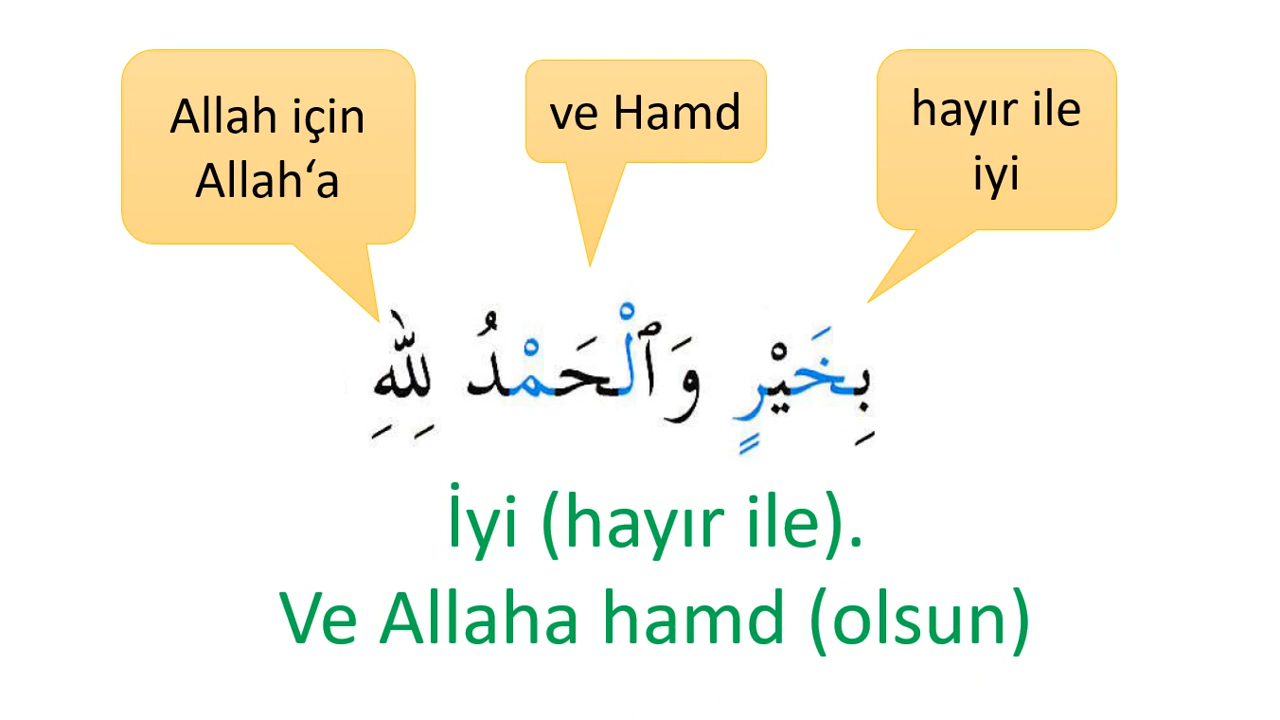 Allah için
Allah‘a
ve Hamd
hayır ile
iyi
بِخَيْرٍ وَٱلْحَمْدُ لِلّٰهِ
İyi (hayır ile).
Ve Allaha hamd (olsun)